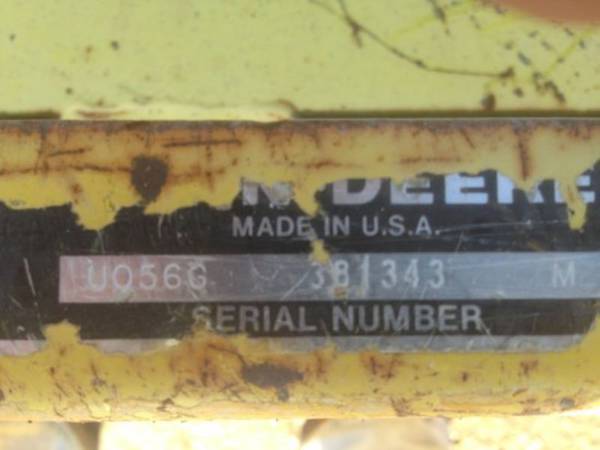 N DEERE
MADE IN U.S.A.
U056G 381343 M
SERIAL NUMBER